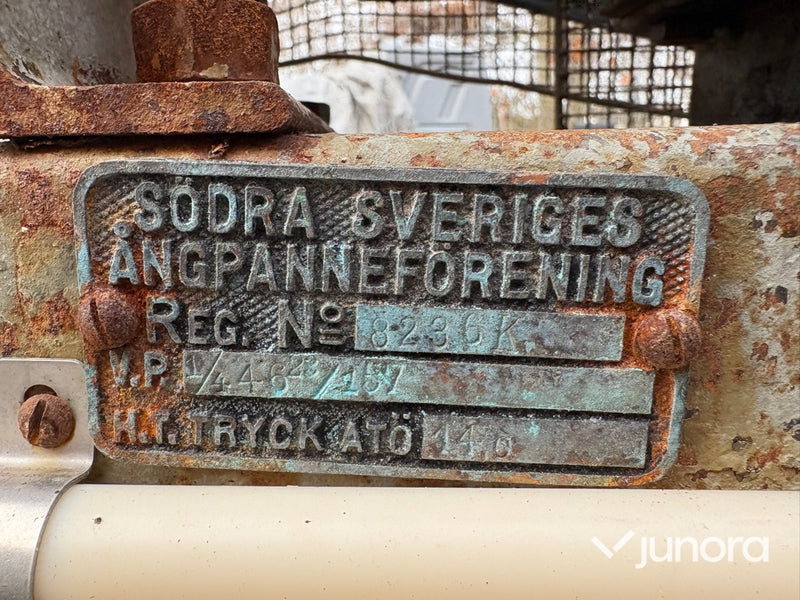 SÖDRA SVERIGES
ÅNGPANNEFÖRENING
REG. No 8236K
V.P.
H.T. TRYCK ATÖ
junora